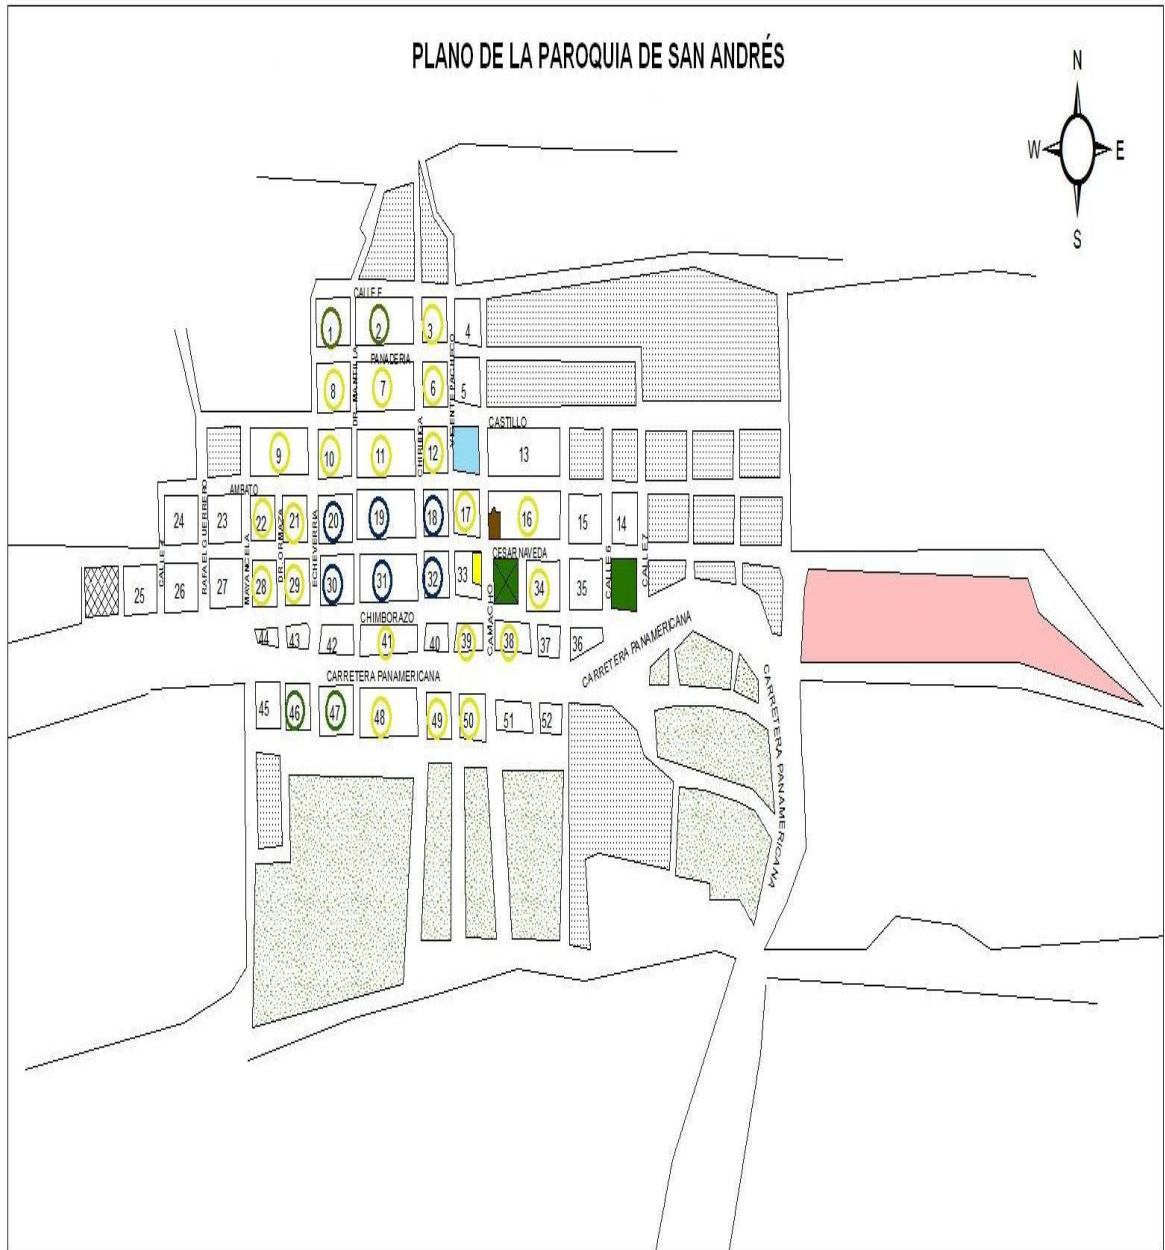 PLANO DE LA PAROQUIA DE SAN ANDRÉS
N
W E
S
CALLE E
1 2 3 4
PANADERIA
DR. MANTILLA
VICENTE PACHECO
8 7 6 5
CHIRIBOGA
CASTILLO
9 10 11 12 13
AMBATO
24 23 22 21 20 19 18 17 16 15 14
RAFAEL GUERRERO
MAYANCELA
DR. ORMAZA
ECHEVERRIA
CESAR NAVEDA
CALLE 6
CALLE 7
25 26 27 28 29 30 31 32 33 34 35
CAMACHO
CHIMBORAZO
44 43 42 41 40 39 38 37 36
CARRETERA PANAMERICANA
CARRETERA PANAMERICANA
CARRETERA PANAMERICANA
45 46 47 48 49 50 51 52